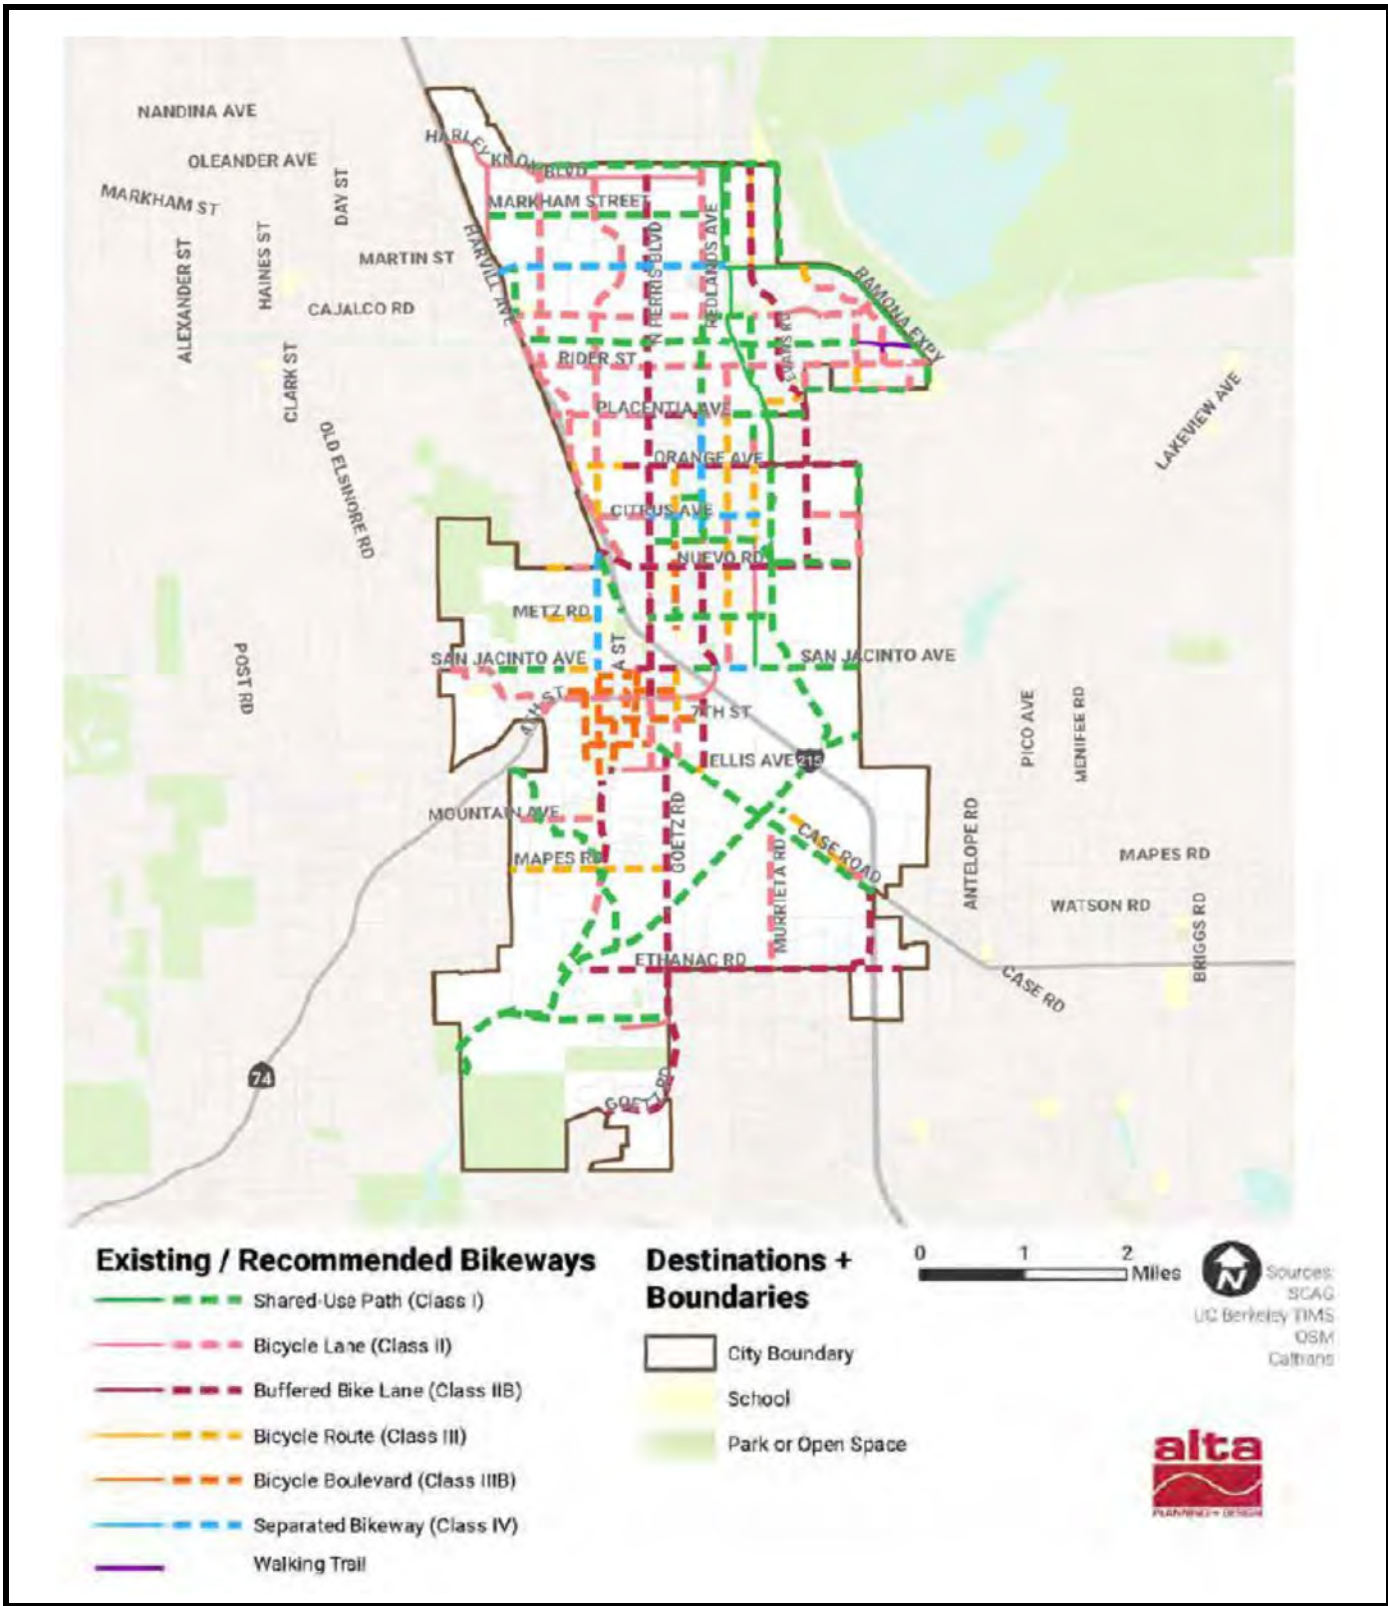 NANDINA AVE
OLEANDER AVE
MARKHAM ST
DAY ST
ALEXANDER ST
HAINES ST
MARTIN ST
CAJALCO RD
CLARK ST
OLD ELSINORE RD
POST RD
HARLEY KNOX BLVD
MARKHAM STREET
HARVILL AVE
N PERRIS BLVD
REDLANDS AVE
RAMONA EXPY
EVANS RD
RIDER ST
PLACENTIA AVE
ORANGE AVE
CITRUS AVE
NUEVO RD
LAKEVIEW AVE
METZ RD
A ST
SAN JACINTO AVE
SAN JACINTO AVE
4TH ST
7TH ST
ELLIS AVE
215
PICO AVE
MENIFEE RD
MOUNTAIN AVE
MAPES RD
GOETZ RD
CASE ROAD
MURRIETA RD
ANTELOPE RD
MAPES RD
WATSON RD
BRIGGS RD
ETHANAC RD
CASE RD
74
GOETZ RD
Existing / Recommended Bikeways
Shared-Use Path (Class I)
Bicycle Lane (Class II)
Buffered Bike Lane (Class IIB)
Bicycle Route (Class III)
Bicycle Boulevard (Class IIIB)
Separated Bikeway (Class IV)
Walking Trail
Destinations +
Boundaries
City Boundary
School
Park or Open Space
0 1 2
Miles
N
Sources:
SCAG
UC Berkeley TIMS
OSM
Caltrans
alta
PLANNING + DESIGN